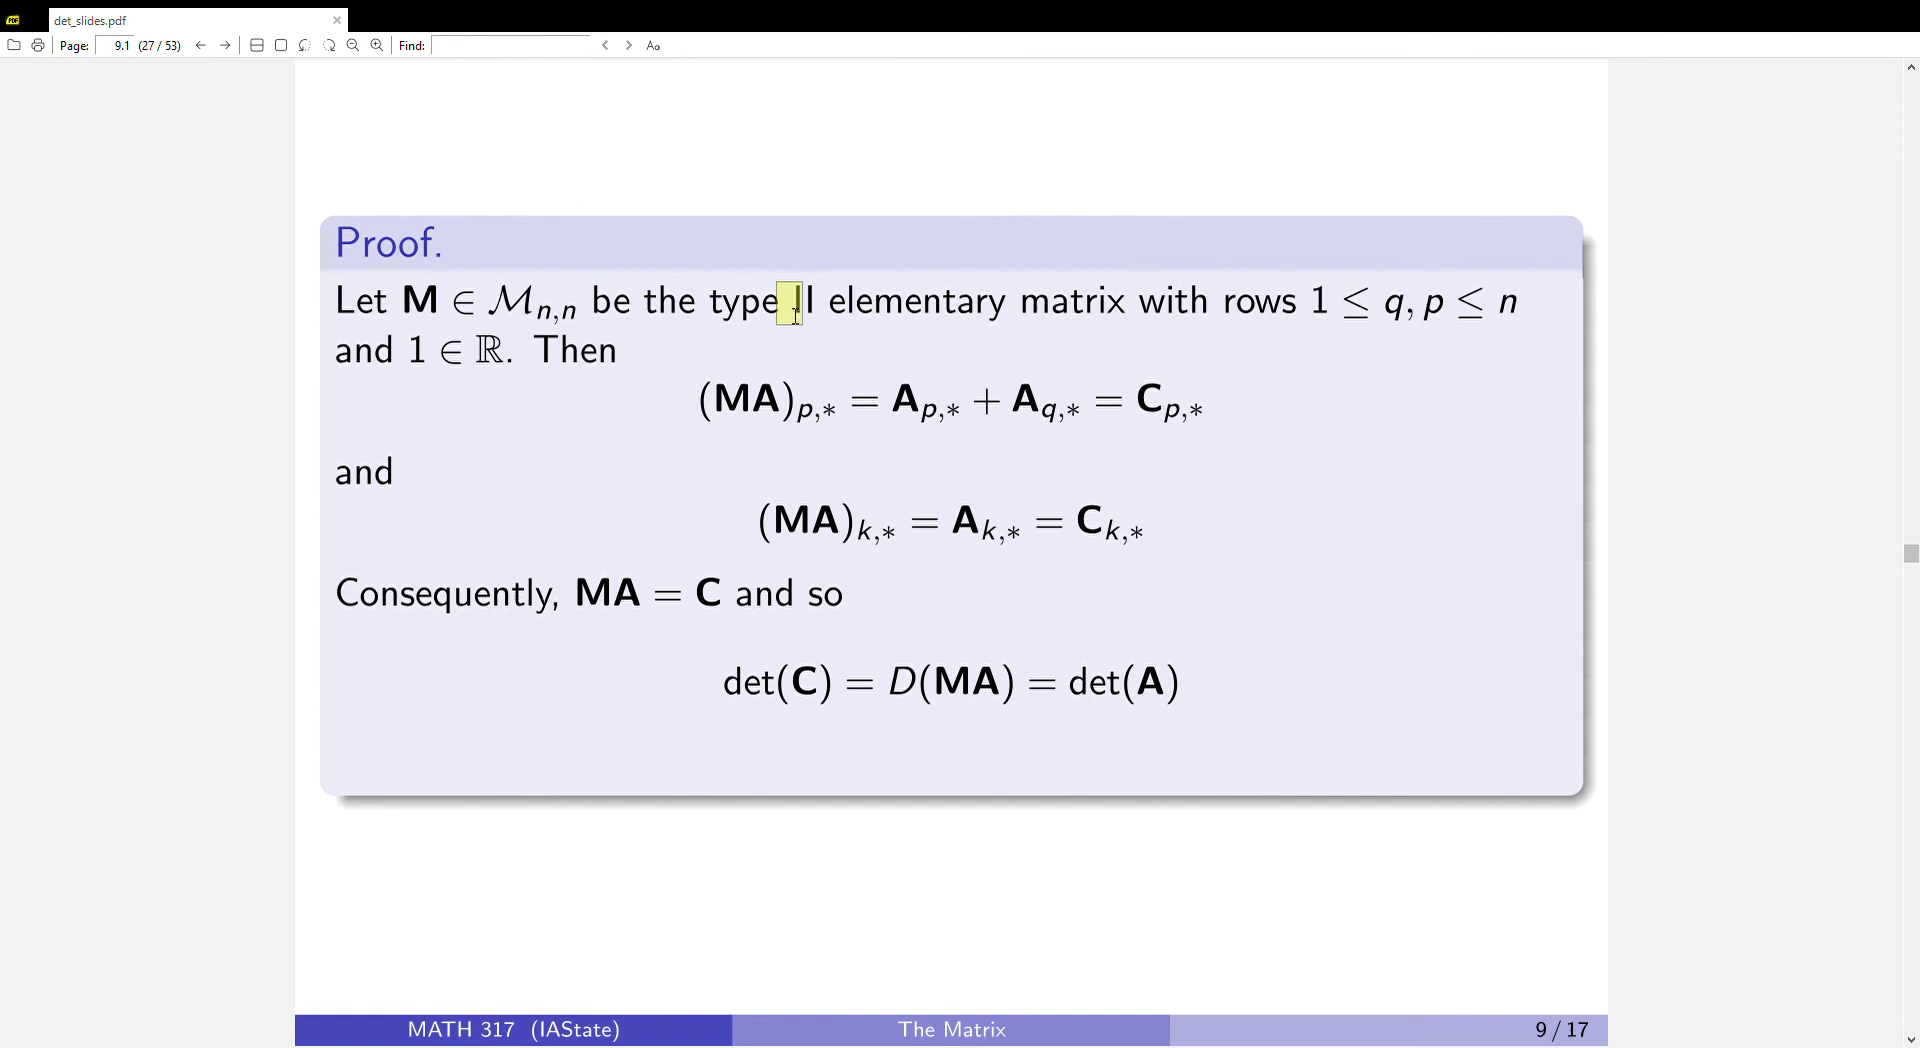 det_slides.pdf
Page: 9.1 (27 / 53) Find: Aa
Proof.
Let M ∈ ℳn,n be the type II elementary matrix with rows 1 ≤ q, p ≤ n
and 1 ∈ ℝ. Then
(MA)p,∗ = Ap,∗ + Aq,∗ = Cp,∗
and
(MA)k,∗ = Ak,∗ = Ck,∗
Consequently, MA = C and so
det(C) = D(MA) = det(A)
MATH 317 (IAState) The Matrix 9 / 17